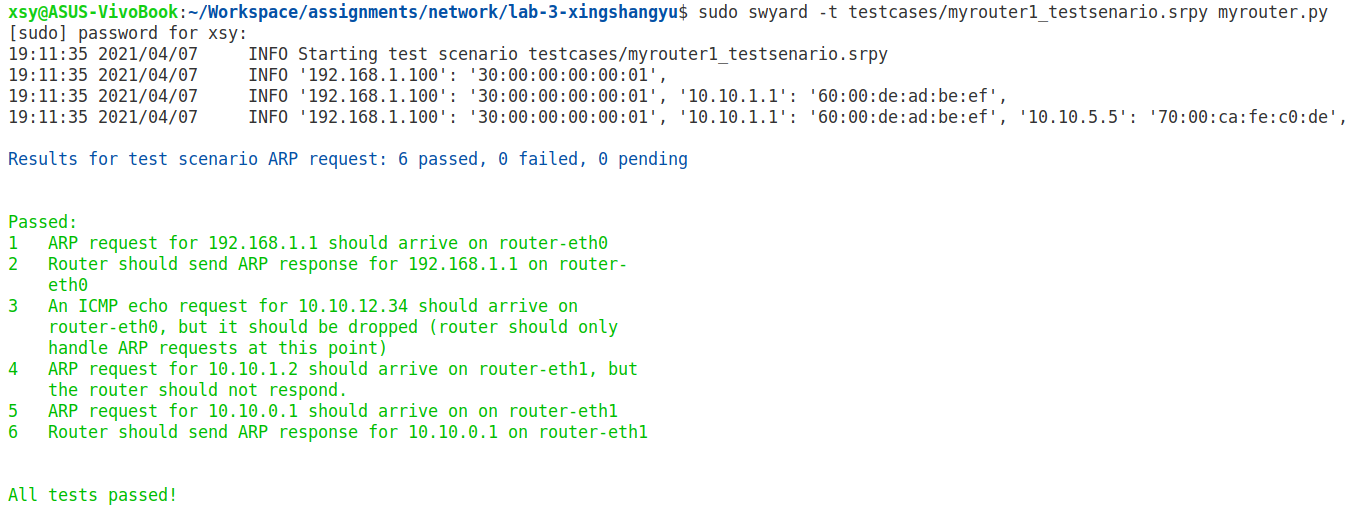 xsy@ASUS-VivoBook:~/Workspace/assignments/network/lab-3-xingshangyu$ sudo swyard -t testcases/myrouter1_testsenario.srpy myrouter.py
[sudo] password for xsy:
19:11:35 2021/04/07     INFO Starting test scenario testcases/myrouter1_testsenario.srpy
19:11:35 2021/04/07     INFO '192.168.1.100': '30:00:00:00:00:01',
19:11:35 2021/04/07     INFO '192.168.1.100': '30:00:00:00:00:01', '10.10.1.1': '60:00:de:ad:be:ef',
19:11:35 2021/04/07     INFO '192.168.1.100': '30:00:00:00:00:01', '10.10.1.1': '60:00:de:ad:be:ef', '10.10.5.5': '70:00:ca:fe:c0:de',
Results for test scenario ARP request: 6 passed, 0 failed, 0 pending
Passed:
1   ARP request for 192.168.1.1 should arrive on router-eth0
2   Router should send ARP response for 192.168.1.1 on router-
    eth0
3   An ICMP echo request for 10.10.12.34 should arrive on
    router-eth0, but it should be dropped (router should only
    handle ARP requests at this point)
4   ARP request for 10.10.1.2 should arrive on router-eth1, but
    the router should not respond.
5   ARP request for 10.10.0.1 should arrive on on router-eth1
6   Router should send ARP response for 10.10.0.1 on router-eth1
All tests passed!